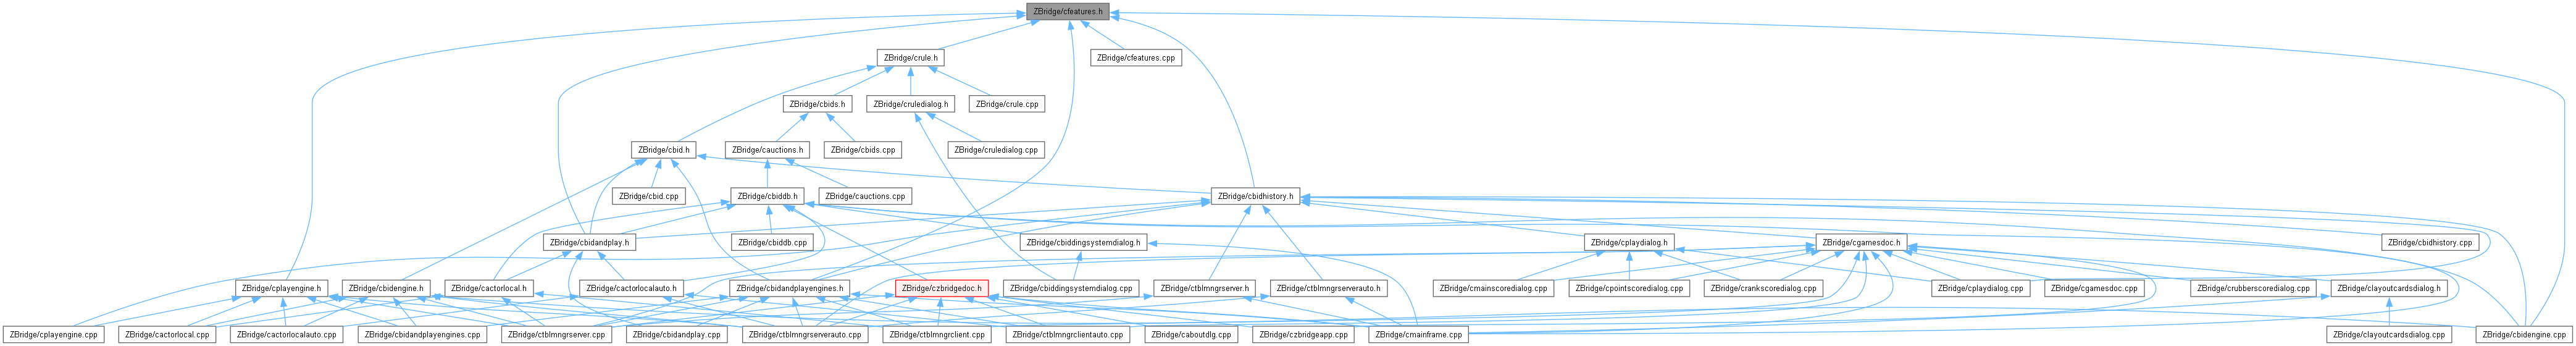 ZBridge/cfeatures.h
ZBridge/crule.h
ZBridge/cfeatures.cpp
ZBridge/cbids.h
ZBridge/cruledialog.h
ZBridge/crule.cpp
ZBridge/cbid.h
ZBridge/cauctions.h
ZBridge/cbids.cpp
ZBridge/cruledialog.cpp
ZBridge/cbid.cpp
ZBridge/cbiddb.h
ZBridge/cauctions.cpp
ZBridge/cbidhistory.h
ZBridge/cbidandplay.h
ZBridge/cbiddb.cpp
ZBridge/cbiddingsystemdialog.h
ZBridge/cplaydialog.h
ZBridge/cgamesdoc.h
ZBridge/cbidhistory.cpp
ZBridge/cplayengine.h
ZBridge/cbidengine.h
ZBridge/cactorlocal.h
ZBridge/cactorlocalauto.h
ZBridge/cbidandplayengines.h
ZBridge/czbridgedoc.h
ZBridge/cbiddingsystemdialog.cpp
ZBridge/ctblmngrserver.h
ZBridge/ctblmngrserverauto.h
ZBridge/cmainscoredialog.cpp
ZBridge/cpointscoredialog.cpp
ZBridge/crankscoredialog.cpp
ZBridge/cplaydialog.cpp
ZBridge/cgamesdoc.cpp
ZBridge/crubberscoredialog.cpp
ZBridge/clayoutcardsdialog.h
ZBridge/cplayengine.cpp
ZBridge/cactorlocal.cpp
ZBridge/cactorlocalauto.cpp
ZBridge/cbidandplayengines.cpp
ZBridge/ctblmngrserver.cpp
ZBridge/cbidandplay.cpp
ZBridge/ctblmngrserverauto.cpp
ZBridge/ctblmngrclient.cpp
ZBridge/ctblmngrclientauto.cpp
ZBridge/caboutdlg.cpp
ZBridge/czbridgeapp.cpp
ZBridge/cmainframe.cpp
ZBridge/clayoutcardsdialog.cpp
ZBridge/cbidengine.cpp